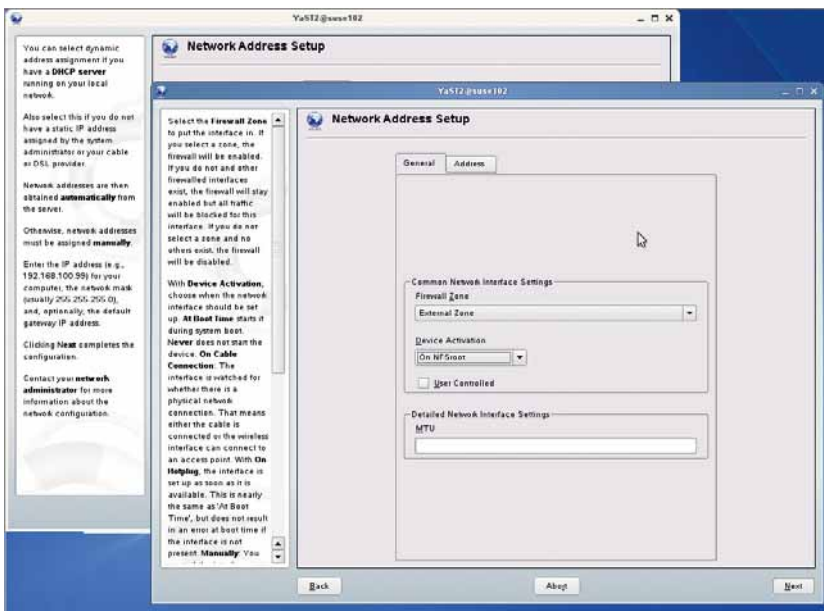 YaST2@suse102
Network Address Setup
You can select dynamic
address assignment if you
have a DHCP server
running on your local
network.
Also select this if you do not
have a static IP address
assigned by the system
administrator or your cable
or DSL provider.
Network addresses are then
obtained automatically from
the server.
Otherwise, network addresses
must be assigned manually.
Enter the IP address (e.g.,
192.168.100.99) for your
computer, the network mask
(usually 255.255.255.0),
and, optionally, the default
gateway IP address.
Clicking Next completes the
configuration.
Contact your network
administrator for more
information about the
network configuration.
YaST2@suse102
Select the Firewall Zone
to put the interface in. If
you select a zone, the
firewall will be enabled.
If you do not and other
firewalled interfaces
exist, the firewall will stay
enabled but all traffic
will be blocked for this
interface. If you do not
select a zone and no
others exist, the firewall
will be disabled.
With Device Activation,
choose when the network
interface should be set
up. At Boot Time starts it
during system boot.
Never does not start the
device. On Cable
Connection: The
interface is watched for
whether there is a
physical network
connection. That means
either the cable is
connected or the wireless
interface can connect to
an access point. With On
Hotplug, the interface is
set up as soon as it is
available. This is nearly
the same as 'At Boot
Time', but does not result
in an error at boot time if
the interface is not
present. Manually: You
Network Address Setup
General Address
Common Network Interface Settings
Firewall Zone
External Zone
Device Activation
On NFSroot
User Controlled
Detailed Network Interface Settings
MTU
Back Abort Next